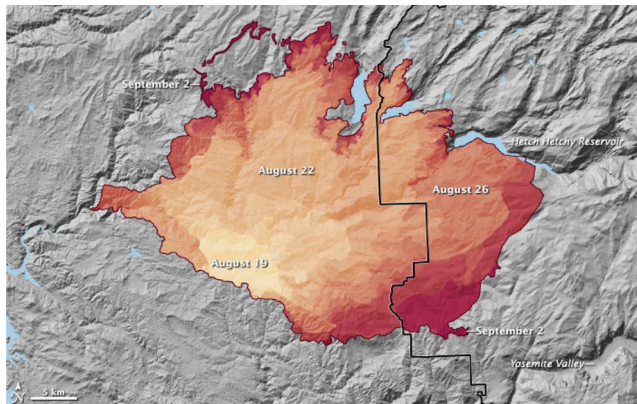 September 2
Hetch Hetchy Reservoir
August 22
August 26
August 19
September 2
Yosemite Valley
N
5 km